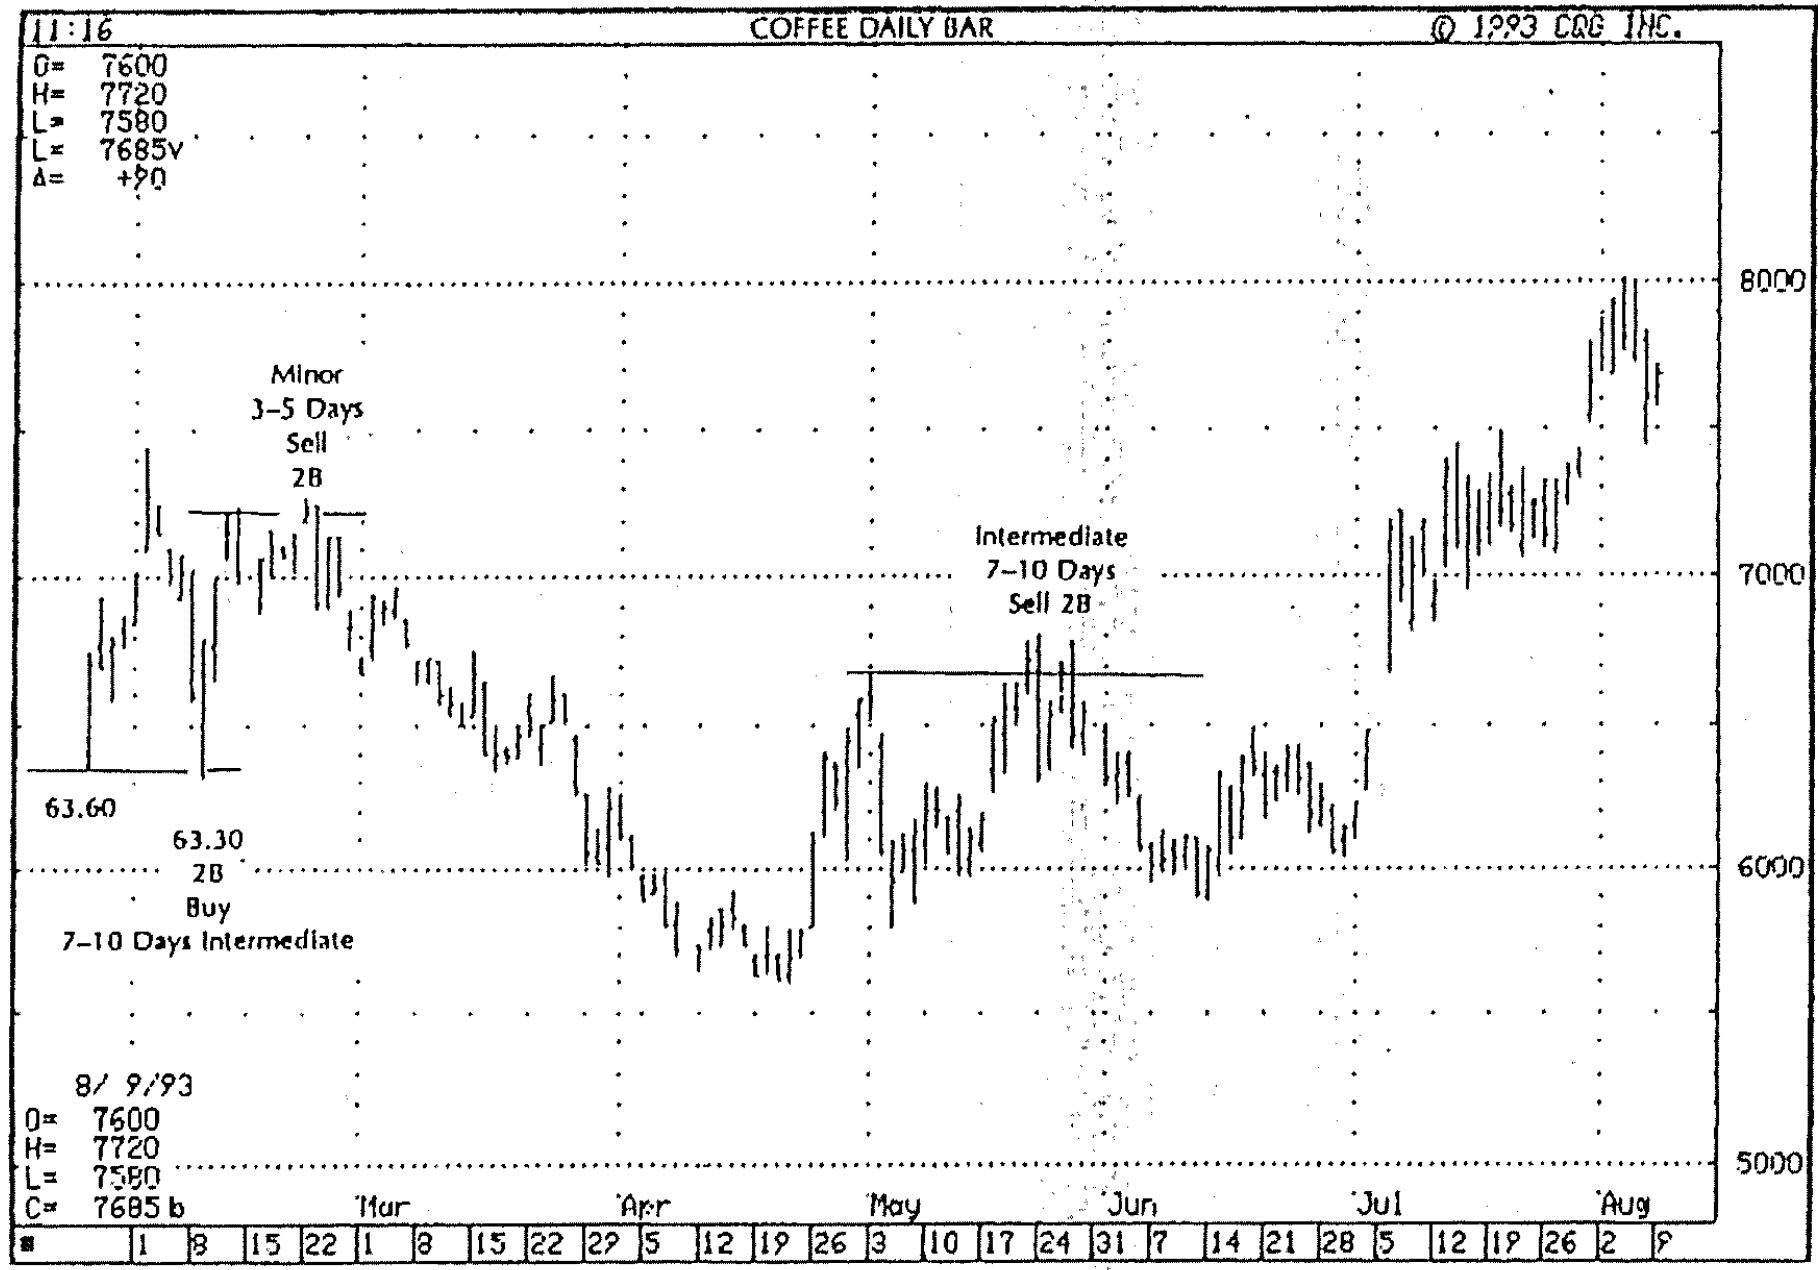 11:16
COFFEE DAILY BAR
© 1993 CQG INC.
O= 7600
H= 7720
L= 7580
L= 7685v
Δ= +90
8000
Minor
3–5 Days
Sell
2B
Intermediate
7–10 Days
Sell 2B
7000
63.60
63.30
2B
Buy
7–10 Days Intermediate
6000
8/ 9/93
O= 7600
H= 7720
L= 7580
C= 7685 b
5000
Mar Apr May Jun Jul Aug
1 8 15 22 1 8 15 22 29 5 12 19 26 3 10 17 24 31 7 14 21 28 5 12 19 26 2 9